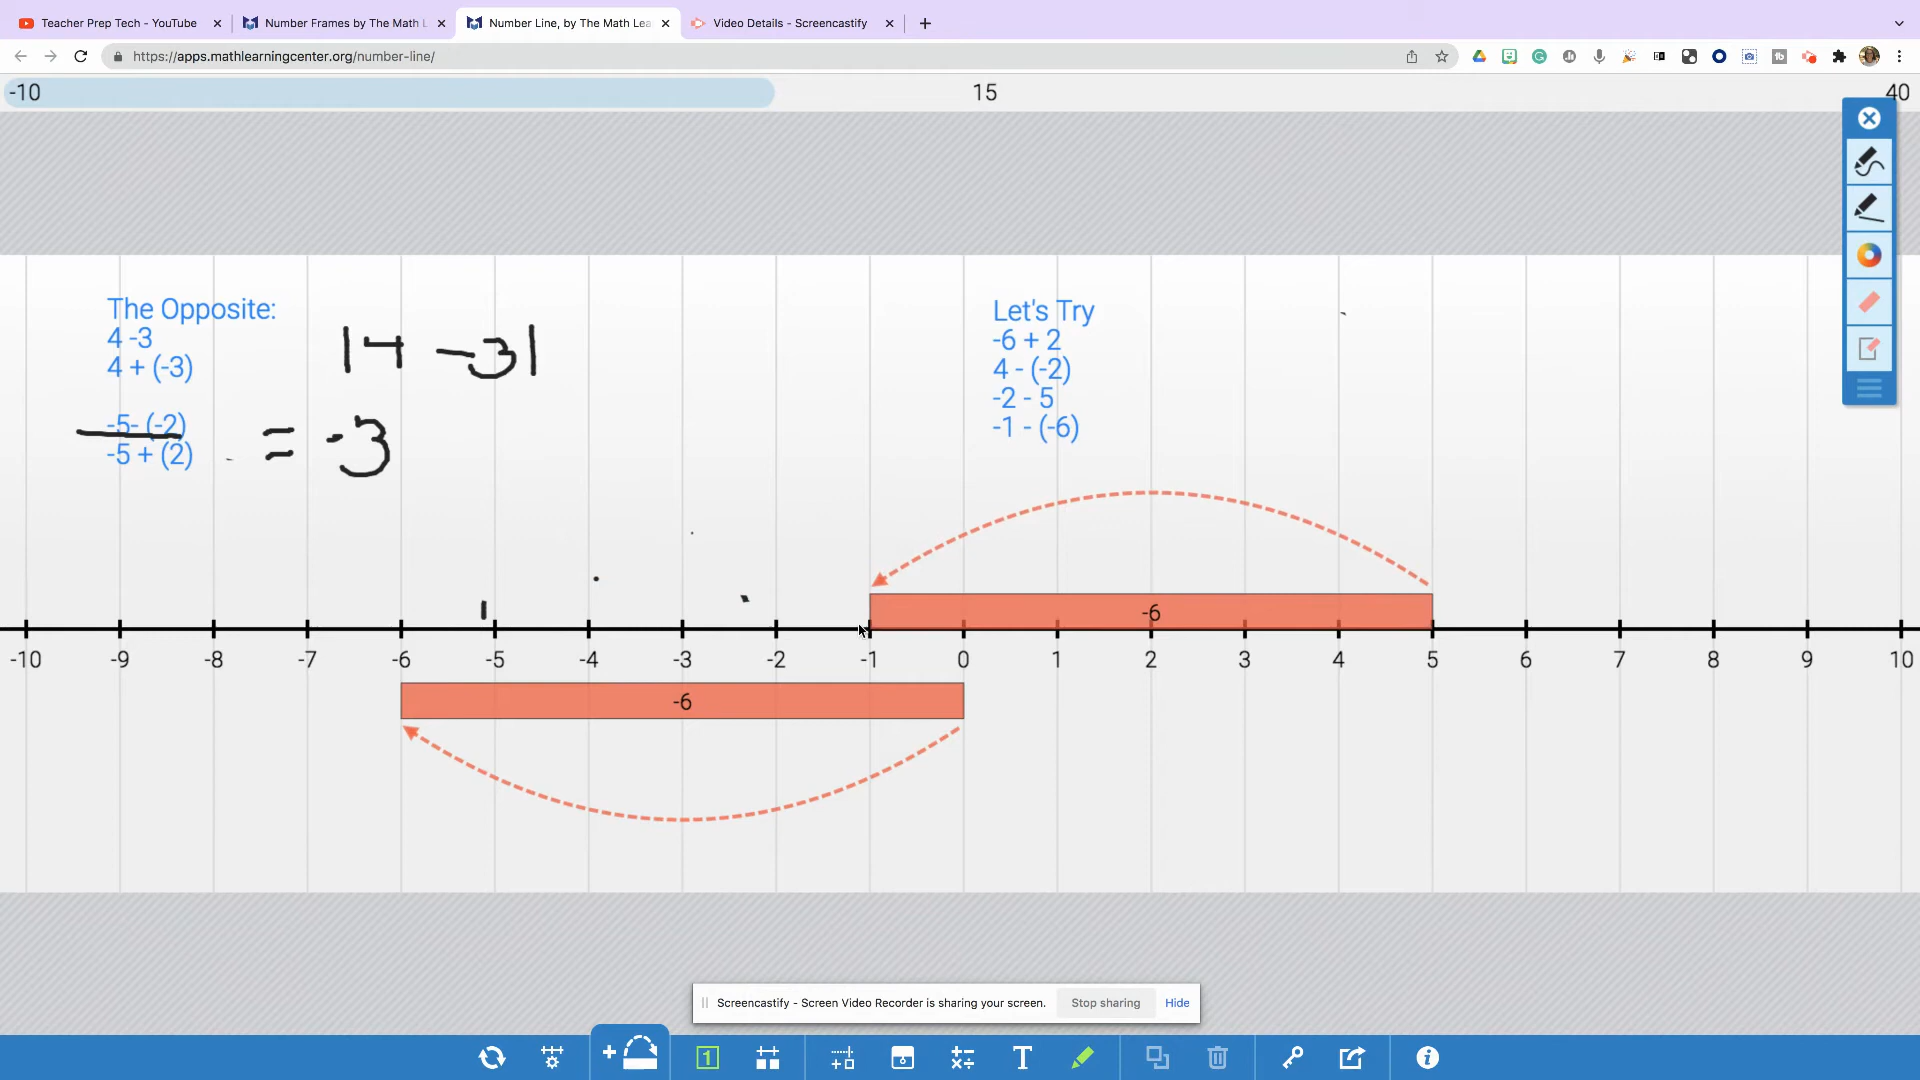 Teacher Prep Tech - YouTube
Number Frames by The Math L
Number Line, by The Math Lea
Video Details - Screencastify
https://apps.mathlearningcenter.org/number-line/
-10 15 40
The Opposite:
4 -3
4 + (-3)
-5- (-2)
-5 + (2)
|4 -3|
= -3
Let's Try
-6 + 2
4 - (-2)
-2 - 5
-1 - (-6)
-6
-10 -9 -8 -7 -6 -5 -4 -3 -2 -1 0 1 2 3 4 5 6 7 8 9 10
-6
Screencastify - Screen Video Recorder is sharing your screen. Stop sharing Hide
1
T